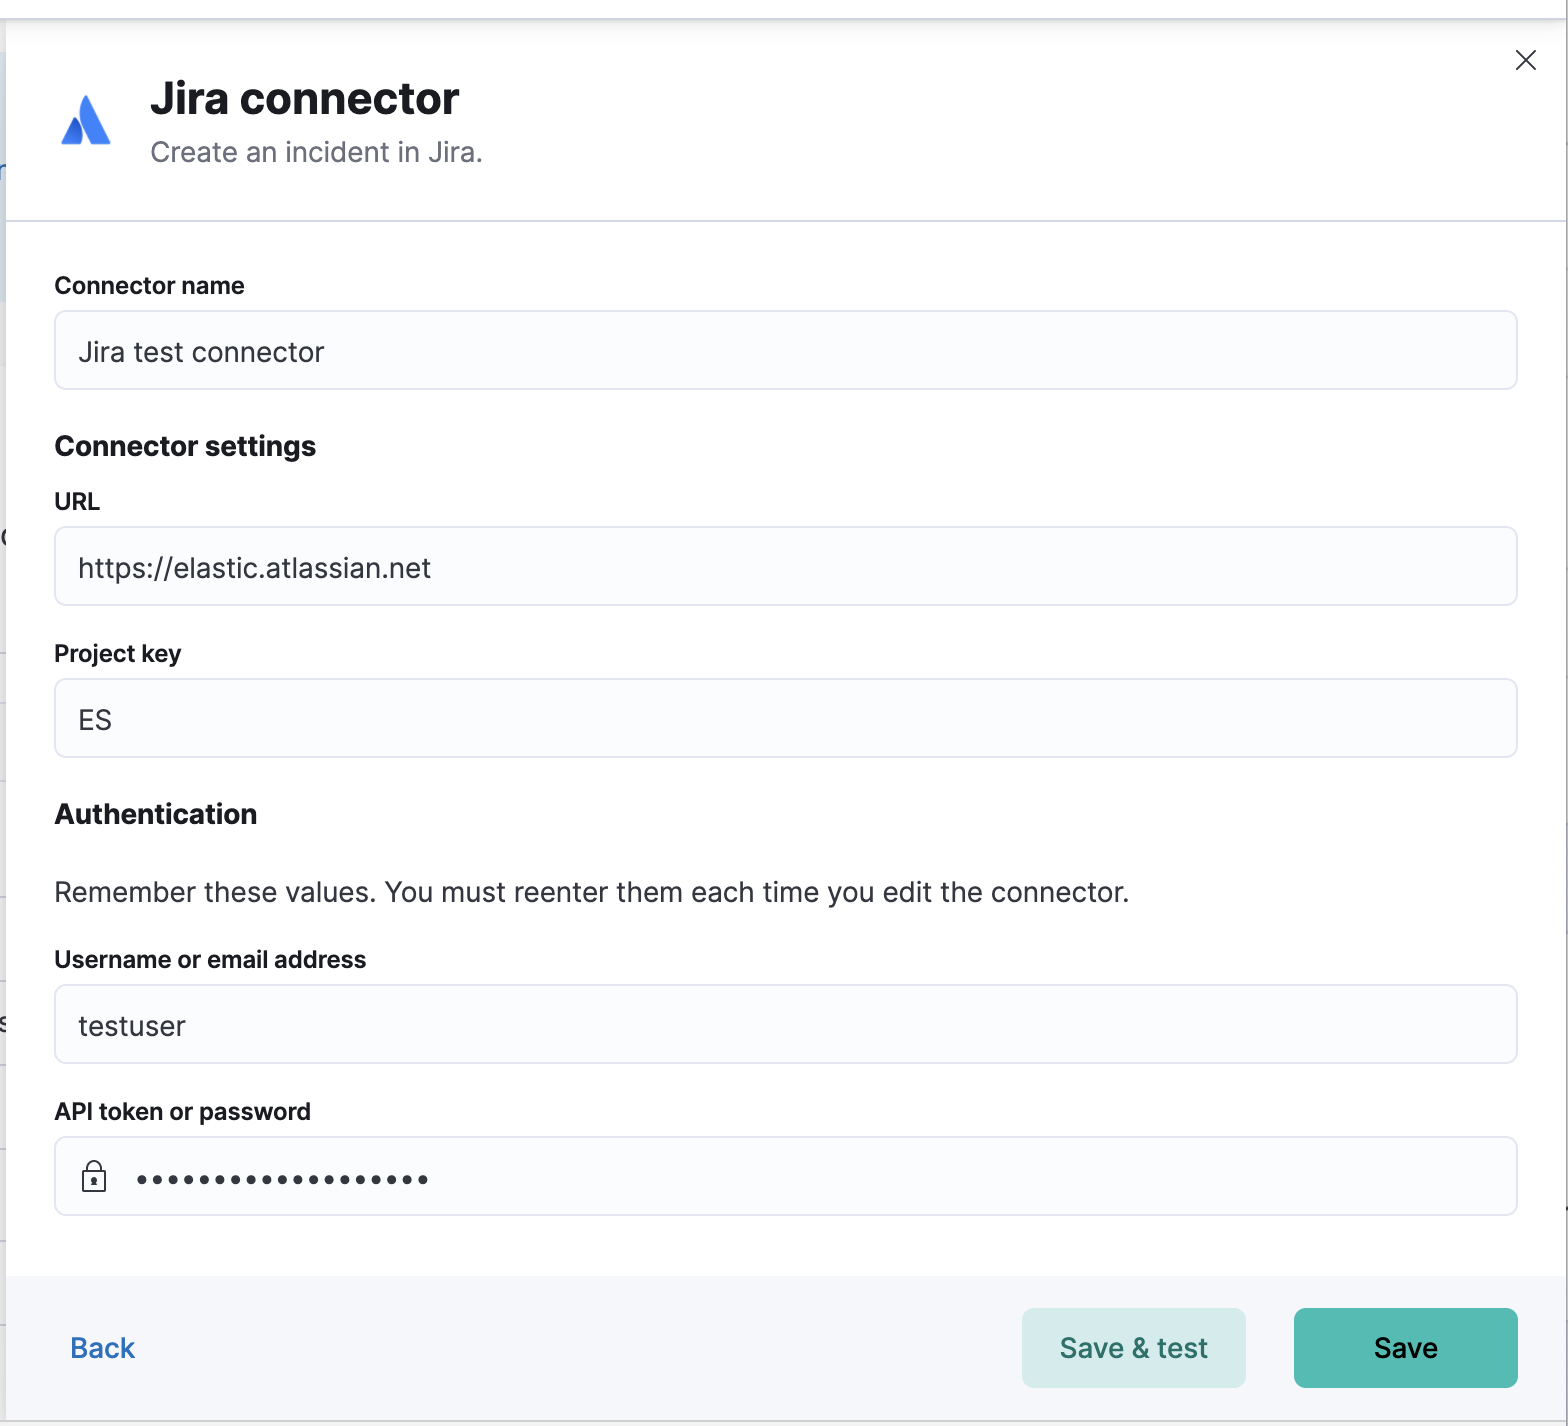 Jira connector
Create an incident in Jira.
Connector name
Jira test connector
Connector settings
URL
https://elastic.atlassian.net
Project key
ES
Authentication
Remember these values. You must reenter them each time you edit the connector.
Username or email address
testuser
API token or password
•••••••••••••••••••
Back
Save & test
Save